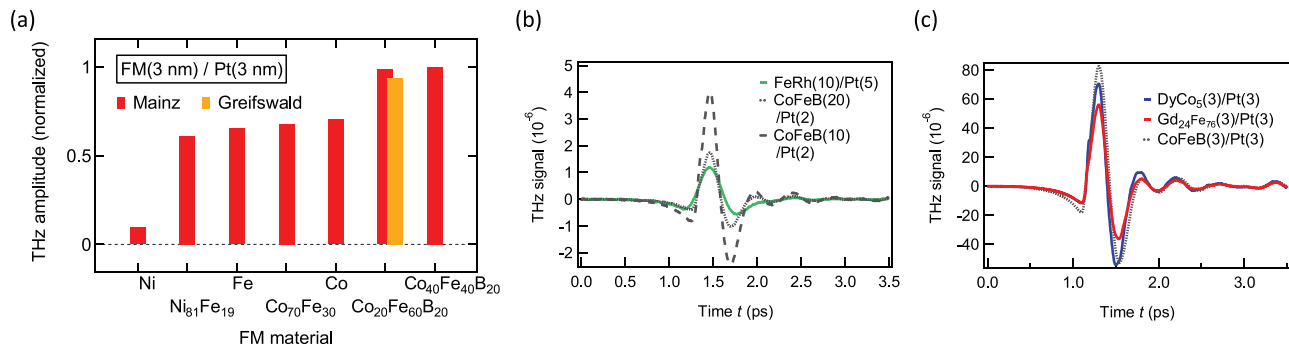 (a)
THz amplitude (normalized)
1
0.5
0
FM(3 nm) / Pt(3 nm)
Mainz
Greifswald
Ni
Fe
Co
Co40Fe40B20
Ni81Fe19
Co70Fe30
Co20Fe60B20
FM material
(b)
THz signal (10-6)
5
4
3
2
1
0
-1
-2
FeRh(10)/Pt(5)
CoFeB(20)
/Pt(2)
CoFeB(10)
/Pt(2)
0.0 0.5 1.0 1.5 2.0 2.5 3.0 3.5
Time t (ps)
(c)
THz signal (10-6)
80
60
40
20
0
-20
-40
DyCo5(3)/Pt(3)
Gd24Fe76(3)/Pt(3)
CoFeB(3)/Pt(3)
0.0 1.0 2.0 3.0
Time t (ps)